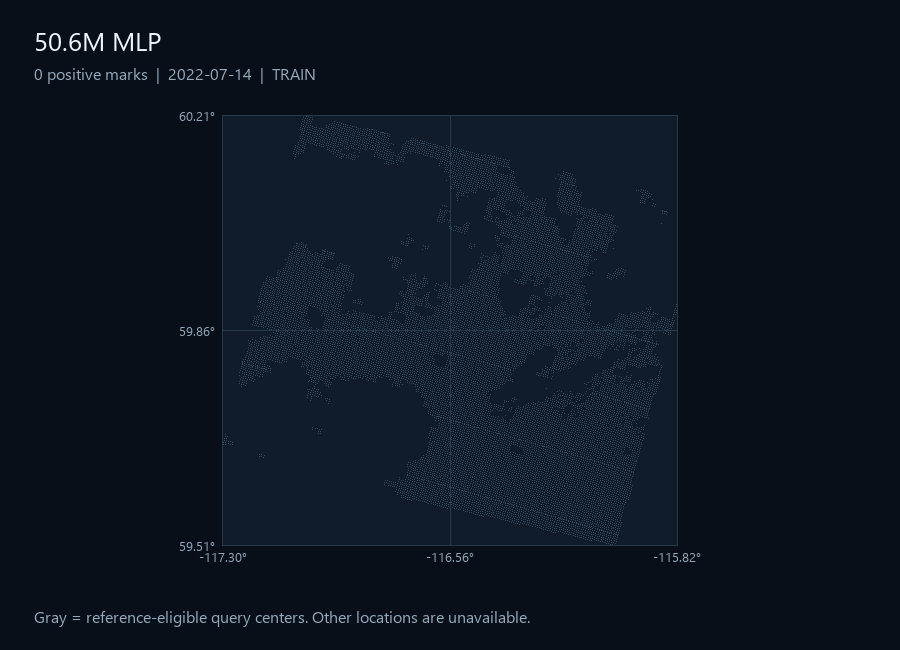 50.6M MLP
0 positive marks | 2022-07-14 | TRAIN
60.21°
59.86°
59.51°
-117.30° -116.56° -115.82°
Gray = reference-eligible query centers. Other locations are unavailable.